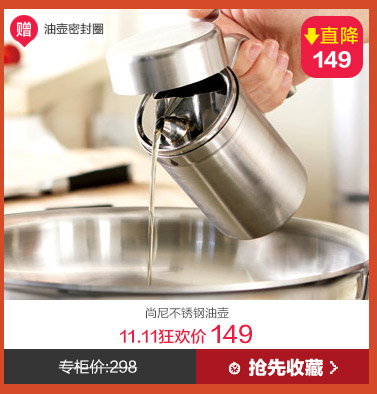 赠 油壶密封圈
直降
149
尚尼不锈钢油壶
11.11狂欢价 149
专柜价:298
抢先收藏